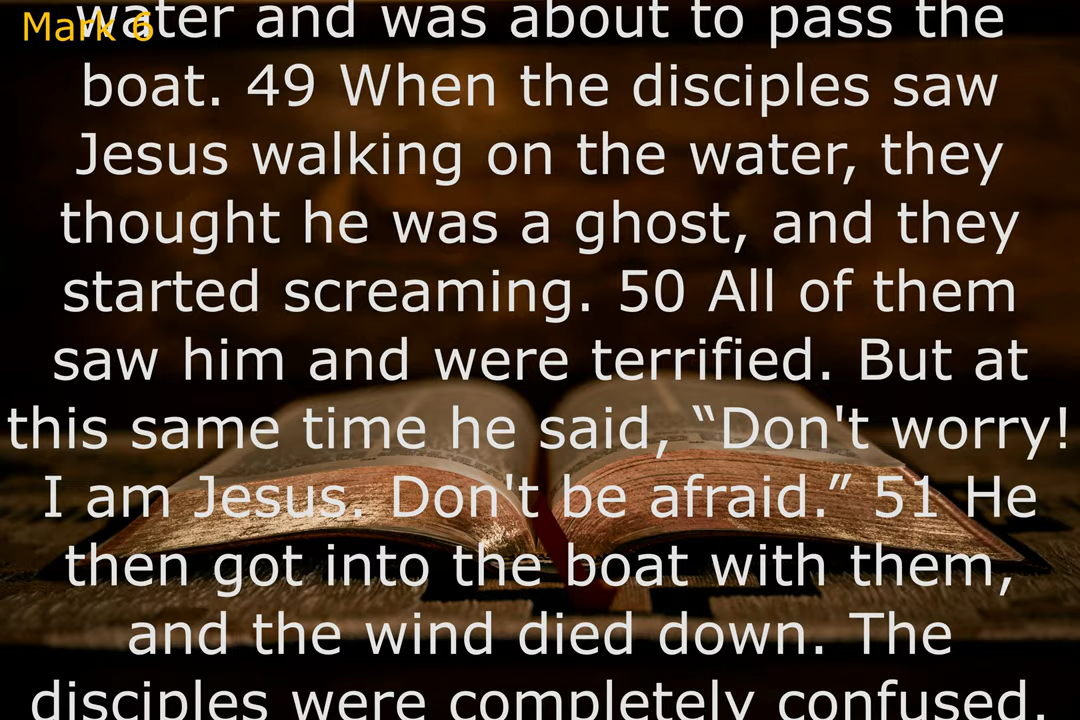 Mark 6
water and was about to pass the
boat. 49 When the disciples saw
Jesus walking on the water, they
thought he was a ghost, and they
started screaming. 50 All of them
saw him and were terrified. But at
this same time he said, “Don't worry!
I am Jesus. Don't be afraid.” 51 He
then got into the boat with them,
and the wind died down. The
disciples were completely confused.